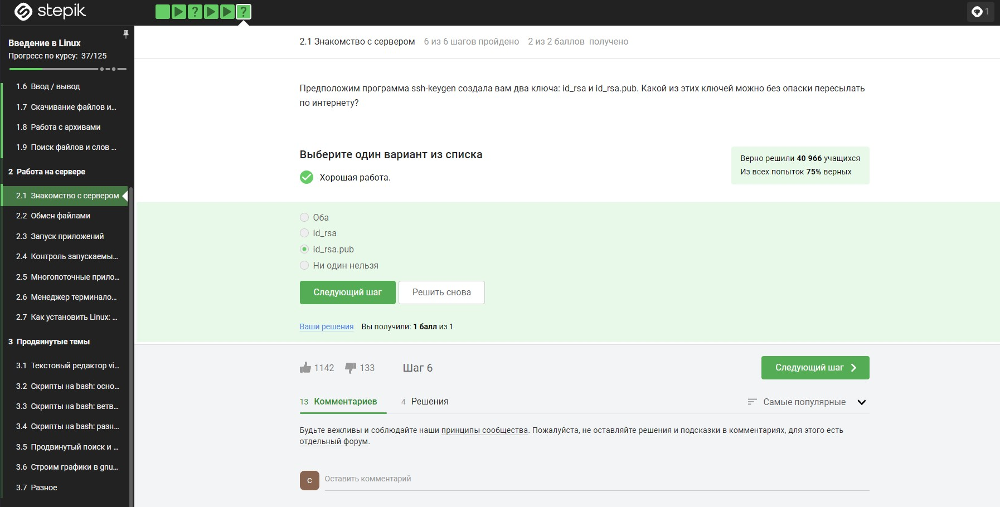 stepik
?
?
1
Введение в Linux
Прогресс по курсу: 37/125
1.6 Ввод / вывод
1.7 Скачивание файлов и...
1.8 Работа с архивами
1.9 Поиск файлов и слов ...
2 Работа на сервере
2.1 Знакомство с сервером
2.2 Обмен файлами
2.3 Запуск приложений
2.4 Контроль запускаемы...
2.5 Многопоточные прило...
2.6 Менеджер терминало...
2.7 Как установить Linux: ...
3 Продвинутые темы
3.1 Текстовый редактор vi...
3.2 Скрипты на bash: осно...
3.3 Скрипты на bash: ветв...
3.4 Скрипты на bash: разн...
3.5 Продвинутый поиск и ...
3.6 Строим графики в gnu...
3.7 Разное
2.1 Знакомство с сервером 6 из 6 шагов пройдено 2 из 2 баллов получено
Предположим программа ssh-keygen создала вам два ключа: id_rsa и id_rsa.pub. Какой из этих ключей можно без опаски пересылать
по интернету?
Выберите один вариант из списка
Хорошая работа.
Верно решили 40 966 учащихся
Из всех попыток 75% верных
Оба
id_rsa
id_rsa.pub
Ни один нельзя
Следующий шаг Решить снова
Ваши решения Вы получили: 1 балл из 1
1142 133 Шаг 6 Следующий шаг
13 Комментариев 4 Решения Самые популярные
Будьте вежливы и соблюдайте наши принципы сообщества. Пожалуйста, не оставляйте решения и подсказки в комментариях, для этого есть
отдельный форум.
С Оставить комментарий